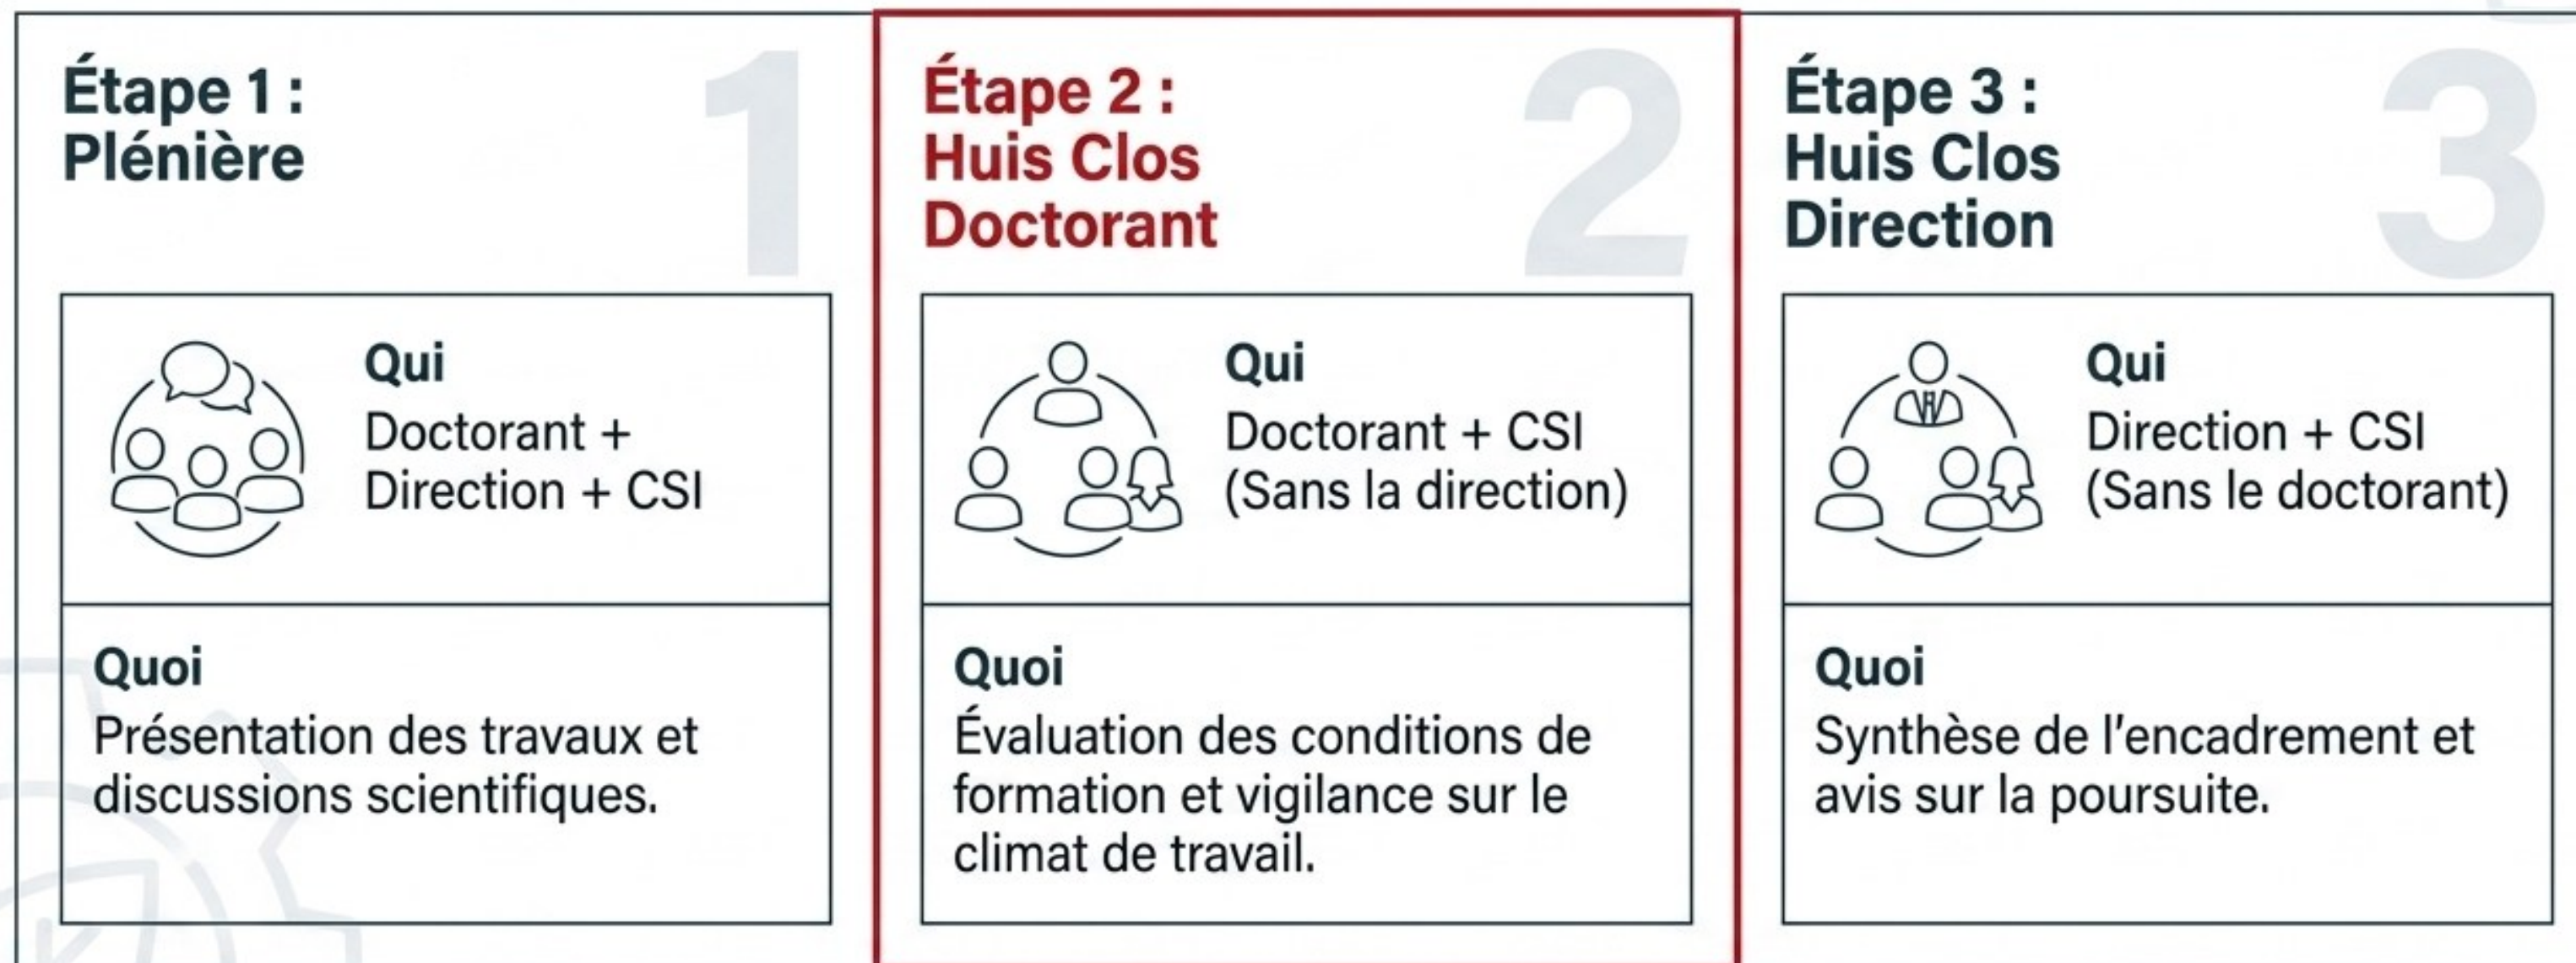 Étape 1 :
Plénière
1
Qui
Doctorant +
Direction + CSI
Quoi
Présentation des travaux et
discussions scientifiques.
Étape 2 :
Huis Clos
Doctorant
2
Qui
Doctorant + CSI
(Sans la direction)
Quoi
Évaluation des conditions de
formation et vigilance sur le
climat de travail.
Étape 3 :
Huis Clos
Direction
3
Qui
Direction + CSI
(Sans le doctorant)
Quoi
Synthèse de l'encadrement et
avis sur la poursuite.